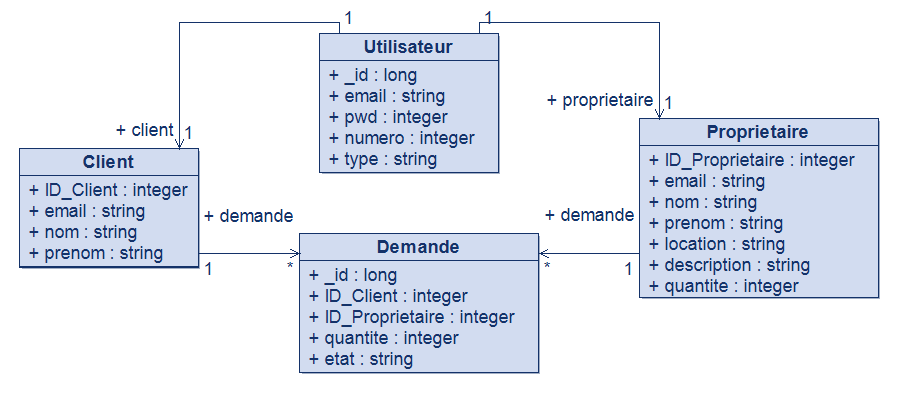 1
1
Utilisateur
+ _id : long
+ email : string
+ pwd : integer
+ numero : integer
+ type : string
+ client
1
+ proprietaire
1
Client
+ ID_Client : integer
+ email : string
+ nom : string
+ prenom : string
Proprietaire
+ ID_Proprietaire : integer
+ email : string
+ nom : string
+ prenom : string
+ location : string
+ description : string
+ quantite : integer
+ demande
1
*
+ demande
*
1
Demande
+ _id : long
+ ID_Client : integer
+ ID_Proprietaire : integer
+ quantite : integer
+ etat : string